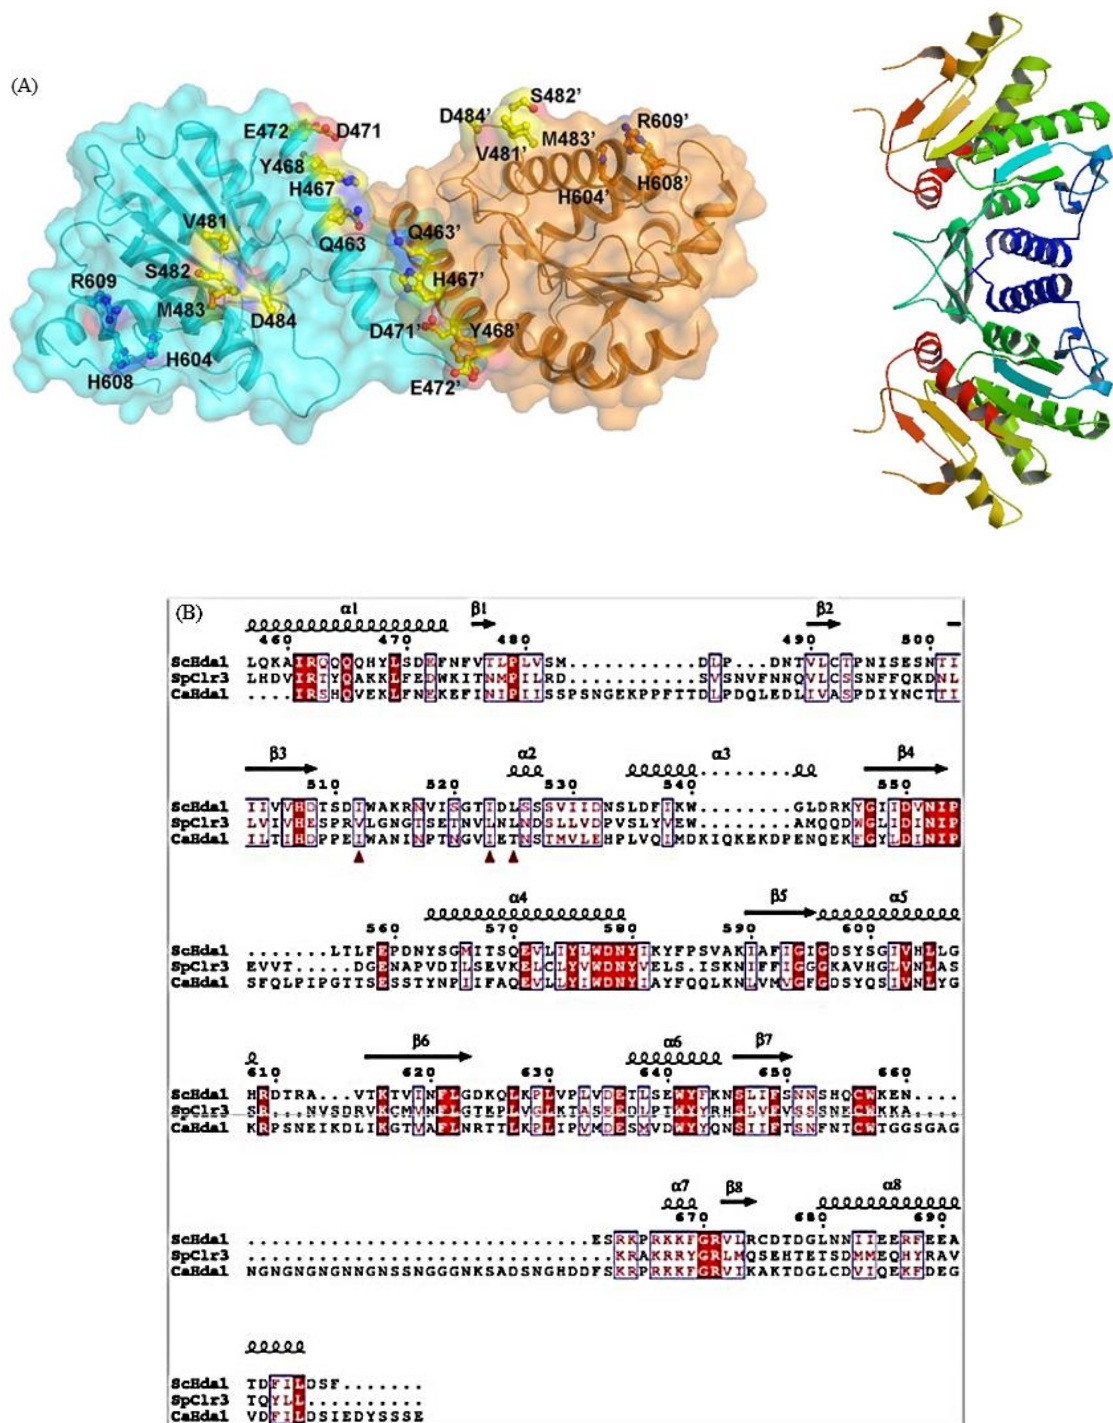 (A)
S482'
D484'
R609'
E472
D471
M483'
V481'
Y468
H467
H604'
H608'
V481
Q463
Q463'
S482
H467'
R609
M483
D484
D471'
Y468'
H604
H608
E472'
(B)
α1 β1 β2
460 470 480 490 500
ScHda1 LQKAIRQQQQHYLSDEFNFVTLPLVSM...........DLP...DNTVLCTPNISESNTI
SpClr3 LHDVIRTYQAKKLFEDWKITNMPILRD...........SVSNVFNNQVLCSSNFFQKDNL
CaHda1 ....IRSHQVEKLFNEKEFINIPIISSPSNGEKPPFTTDLPDQLEDLIVASPDIYNCTTI
β3 α2 α3 β4
510 520 530 540 550
ScHda1 IIVVHDTSDIWAKRNVISGTIDLSSSVIIDNSLDFIKW........GLDRKYGIIDVNIP
SpClr3 LVIVHESPRVLGNGTSETNVLNLNDSLLVDPVSLYVEW........AMQQDWGLIDINIP
CaHda1 ILTIHDPPEIWANINPTNGVIETNSTMVLEHPLVQIMDKIQKEKDPENQEKFGYLDINIP
α4 β5 α5
560 570 580 590 600
ScHda1 .......LTLFEPDNYSGMITSQEVLIYLWDNYIKYFPSVAKIAFIGIGDSYSGIVHLLG
SpClr3 EVVT.....DGENAPVDILSEVKELCLYVWDNYVELS.ISKNIFFIGGGKAVHGLVNLAS
CaHda1 SFQLPIPGTTSESSTYNPIIFAQEVLLYIWDNYIAYFQQLKNLVMVGFGDSYQSIVNLYG
β6 α6 β7
610 620 630 640 650 660
ScHda1 HRDTRA...VTKTVINFLGDKQLKPLVPLVDETLSEWYFKNSLIFSNNSHQCWKEN....
SpClr3 SR...NVSDRVKCMVNFLGTEPLVGLKTASEEDLPTWYYRHSLVFVSSSNECWKKA....
CaHda1 KRPSNEIKDLIKGTVAFLNRTTLKPLIPVMDESMVDWYYQNSIIFTSNFNTCWTGGSGAG
α7 β8 α8
670 680 690
ScHda1 .............................ESRKPRKKFGRVLRCDTDGLNNIIEERFEEA
SpClr3 ...............................KRAKRRYGRLMQSEHTETSDMMEQHYRAV
CaHda1 NGNGNGNGNNGNSSNGGGNKSADSNGHDDFSKRPRKKFGRVIKAKTDGLCDVIQEKFDEG
ScHda1 TDFILDSF.......
SpClr3 TQYLL..........
CaHda1 VDFILDSIEDYSSSE